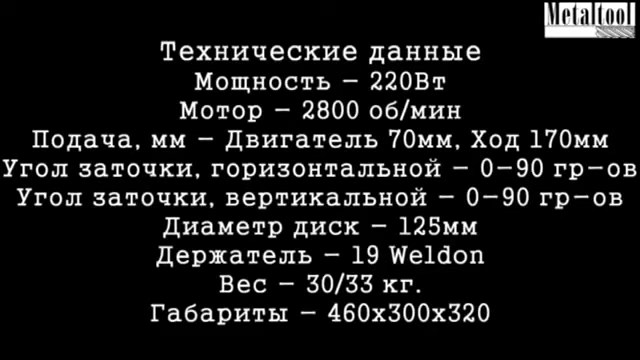 Metaltool
Технические данные
Мощность – 220Вт
Мотор – 2800 об/мин
Подача, мм – Двигатель 70мм, Ход 170мм
Угол заточки, горизонтальной – 0–90 гр-ов
Угол заточки, вертикальной – 0–90 гр-ов
Диаметр диск – 125мм
Держатель – 19 Weldon
Вес – 30/33 кг.
Габариты – 460х300х320